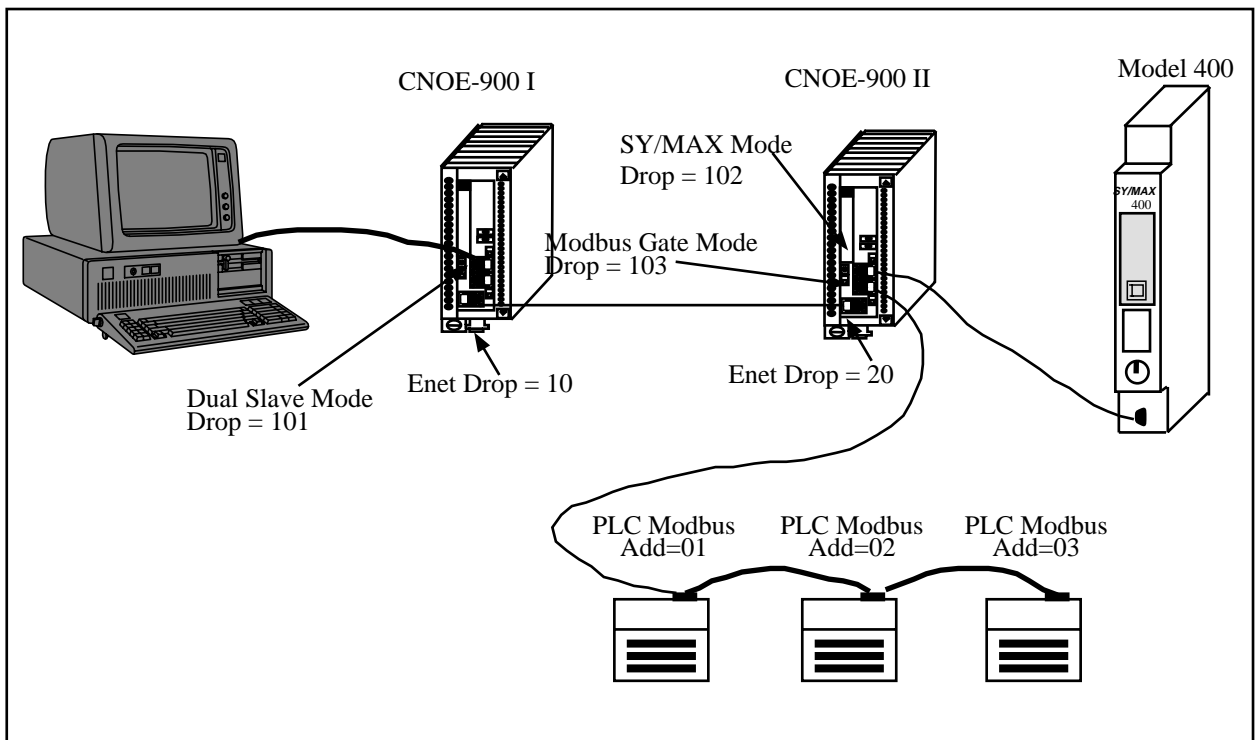 CNOE-900 I
CNOE-900 II
Model 400
SY/MAX Mode
Drop = 102
SY/MAX
400
Modbus Gate Mode
Drop = 103
Enet Drop = 10
Enet Drop = 20
Dual Slave Mode
Drop = 101
PLC Modbus
Add=01
PLC Modbus
Add=02
PLC Modbus
Add=03